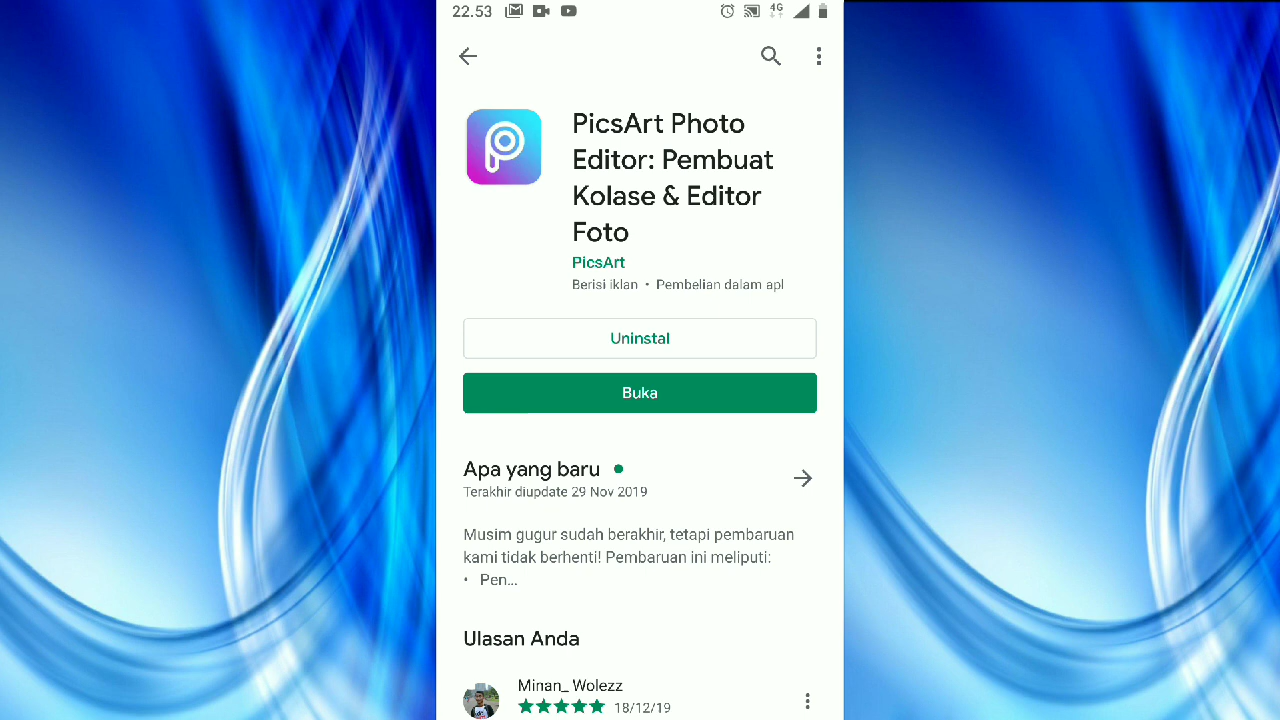 22.53
4G
PicsArt Photo
Editor: Pembuat
Kolase & Editor
Foto
PicsArt
Berisi iklan • Pembelian dalam apl
Uninstal
Buka
Apa yang baru
Terakhir diupdate 29 Nov 2019
Musim gugur sudah berakhir, tetapi pembaruan
kami tidak berhenti! Pembaruan ini meliputi:
• Pen...
Ulasan Anda
Minan_ Wolezz
18/12/19